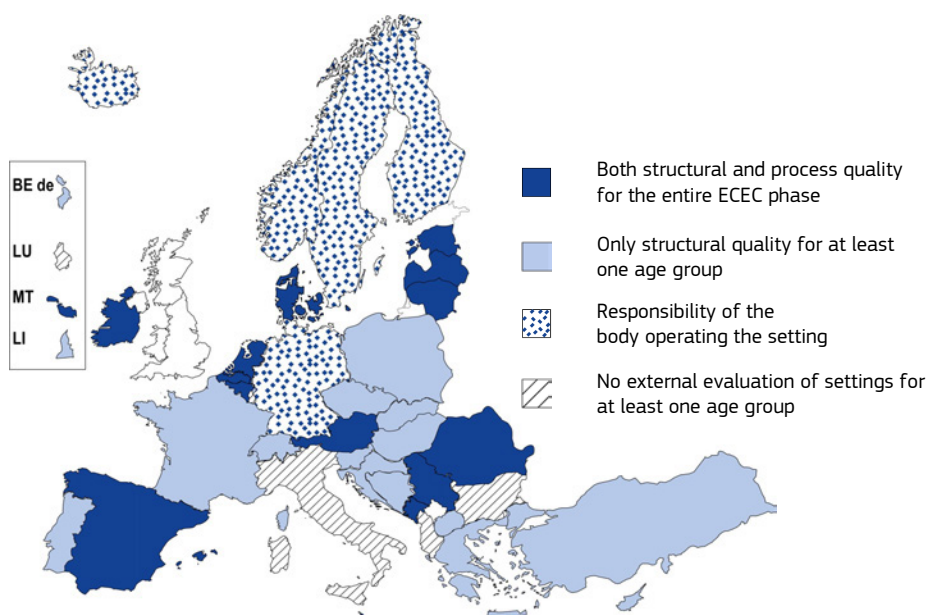 BE de
LU
MT
LI
Both structural and process quality
for the entire ECEC phase
Only structural quality for at least
one age group
Responsibility of the
body operating the setting
No external evaluation of settings for
at least one age group